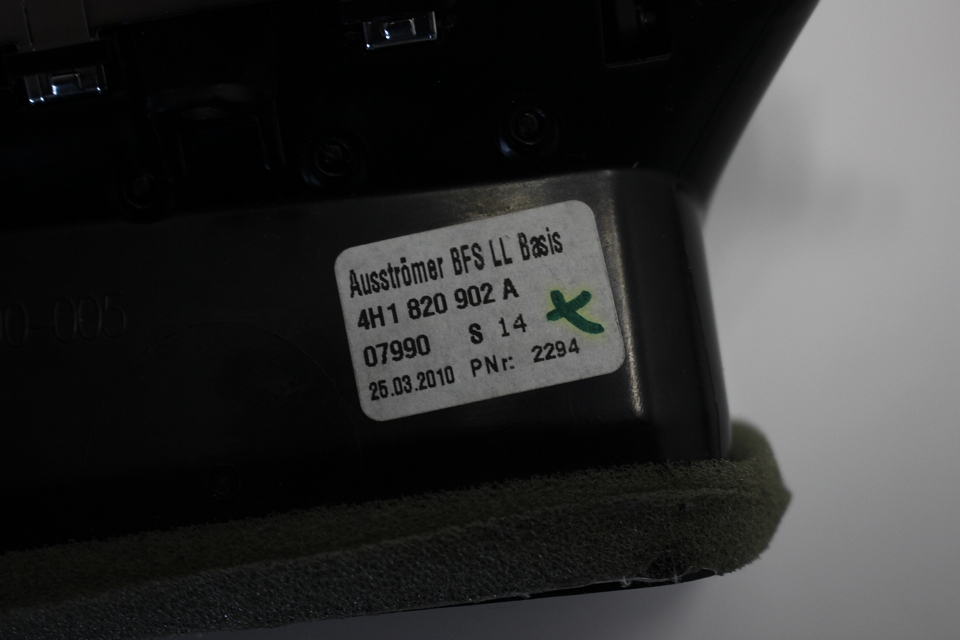 Ausströmer BFS LL Basis
4H1 820 902 A
07990 S 14
25.03.2010 PNr: 2294